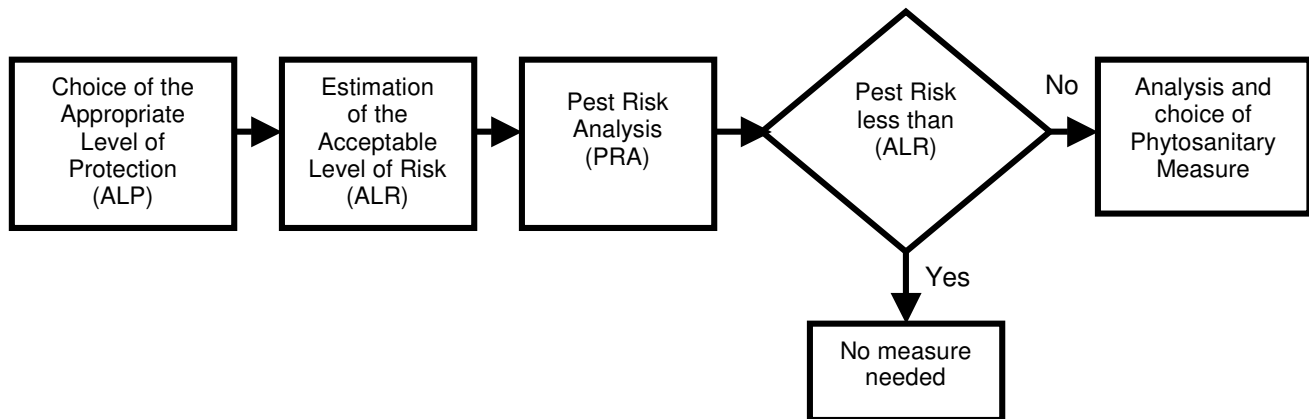 Choice of the
Appropriate
Level of
Protection
(ALP)
Estimation
of the
Acceptable
Level of Risk
(ALR)
Pest Risk
Analysis
(PRA)
Pest Risk
less than
(ALR)
No
Analysis and
choice of
Phytosanitary
Measure
Yes
No measure
needed